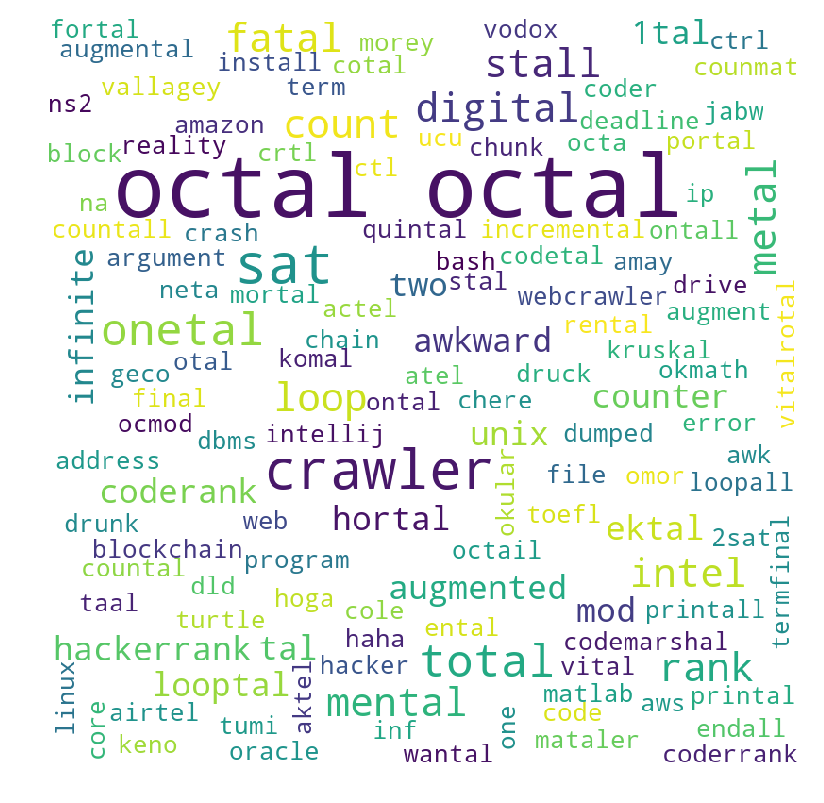 fortal fatal morey vodox 1tal ctrl
augmental install cotal stall counmat
vallagey term digital coder
ns2 amazon count deadline jabw
block reality crtl ctl ucu chunk octa portal
octal octal
na ip metal
countall crash quintal incremental ontall
infinite argument sat bash codetal amay
neta mortal actel two stal webcrawler drive
onetal chain awkward rental augment vitalrotal
otal komal kruskal
geco atel druck okmath
final loop ontal chere counter
ocmod dbms intellij unix dumped error
address crawler okular file omor awk loopall
coderank hortal toefl ektal 2sat
drunk web octail termfinal
blockchain program
countal dld augmented intel
taal hoga cole mod printall
turtle haha ental codemarshal
hackerrank tal hacker total vital rank
linux looptal aktel mental matlab aws printal
core airtel tumi inf one code endall
keno oracle wantal mataler coderrank